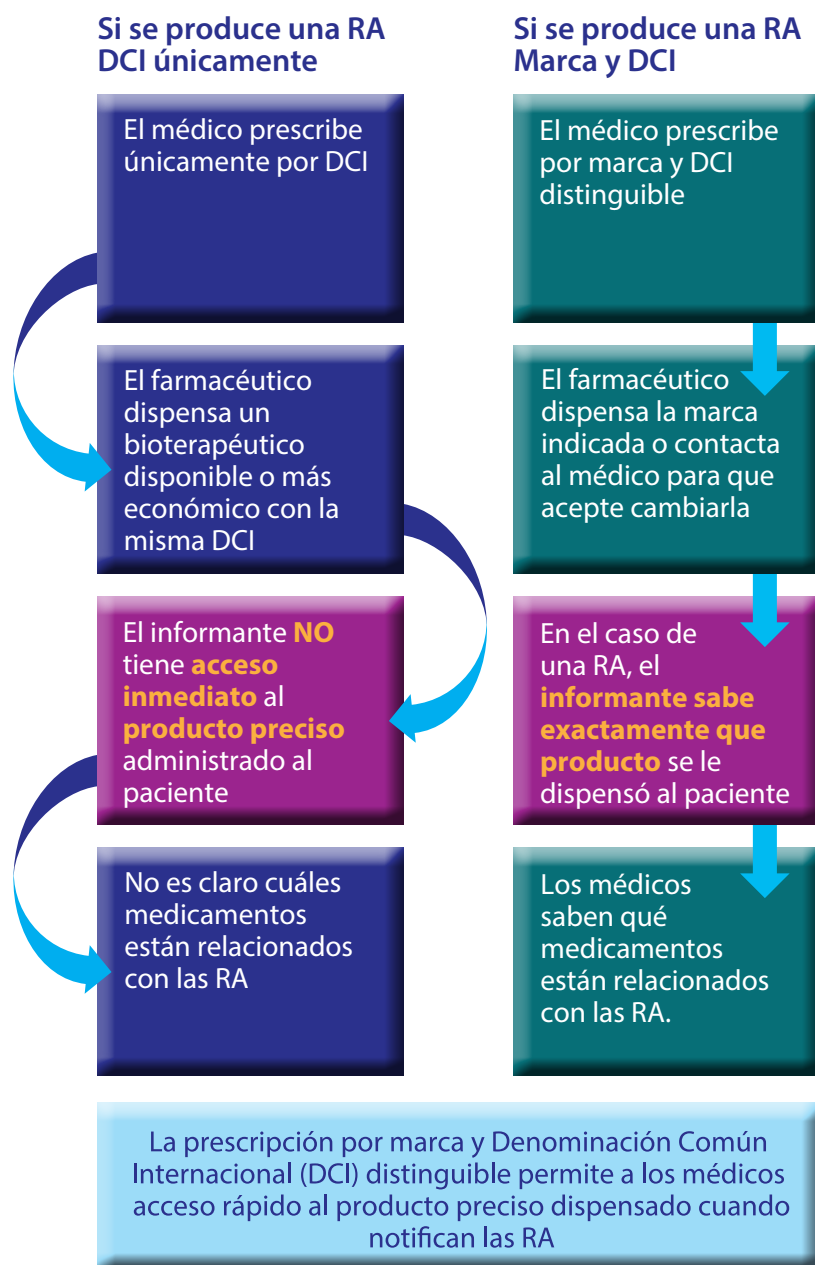 Si se produce una RA
DCI únicamente
El médico prescribe
únicamente por DCI
El farmacéutico
dispensa un
bioterapéutico
disponible o más
económico con la
misma DCI
El informante NO
tiene acceso
inmediato al
producto preciso
administrado al
paciente
No es claro cuáles
medicamentos
están relacionados
con las RA
Si se produce una RA
Marca y DCI
El médico prescribe
por marca y DCI
distinguible
El farmacéutico
dispensa la marca
indicada o contacta
al médico para que
acepte cambiarla
En el caso de
una RA, el
informante sabe
exactamente que
producto se le
dispensó al paciente
Los médicos
saben qué
medicamentos
están relacionados
con las RA.
La prescripción por marca y Denominación Común
Internacional (DCI) distinguible permite a los médicos
acceso rápido al producto preciso dispensado cuando
notifican las RA